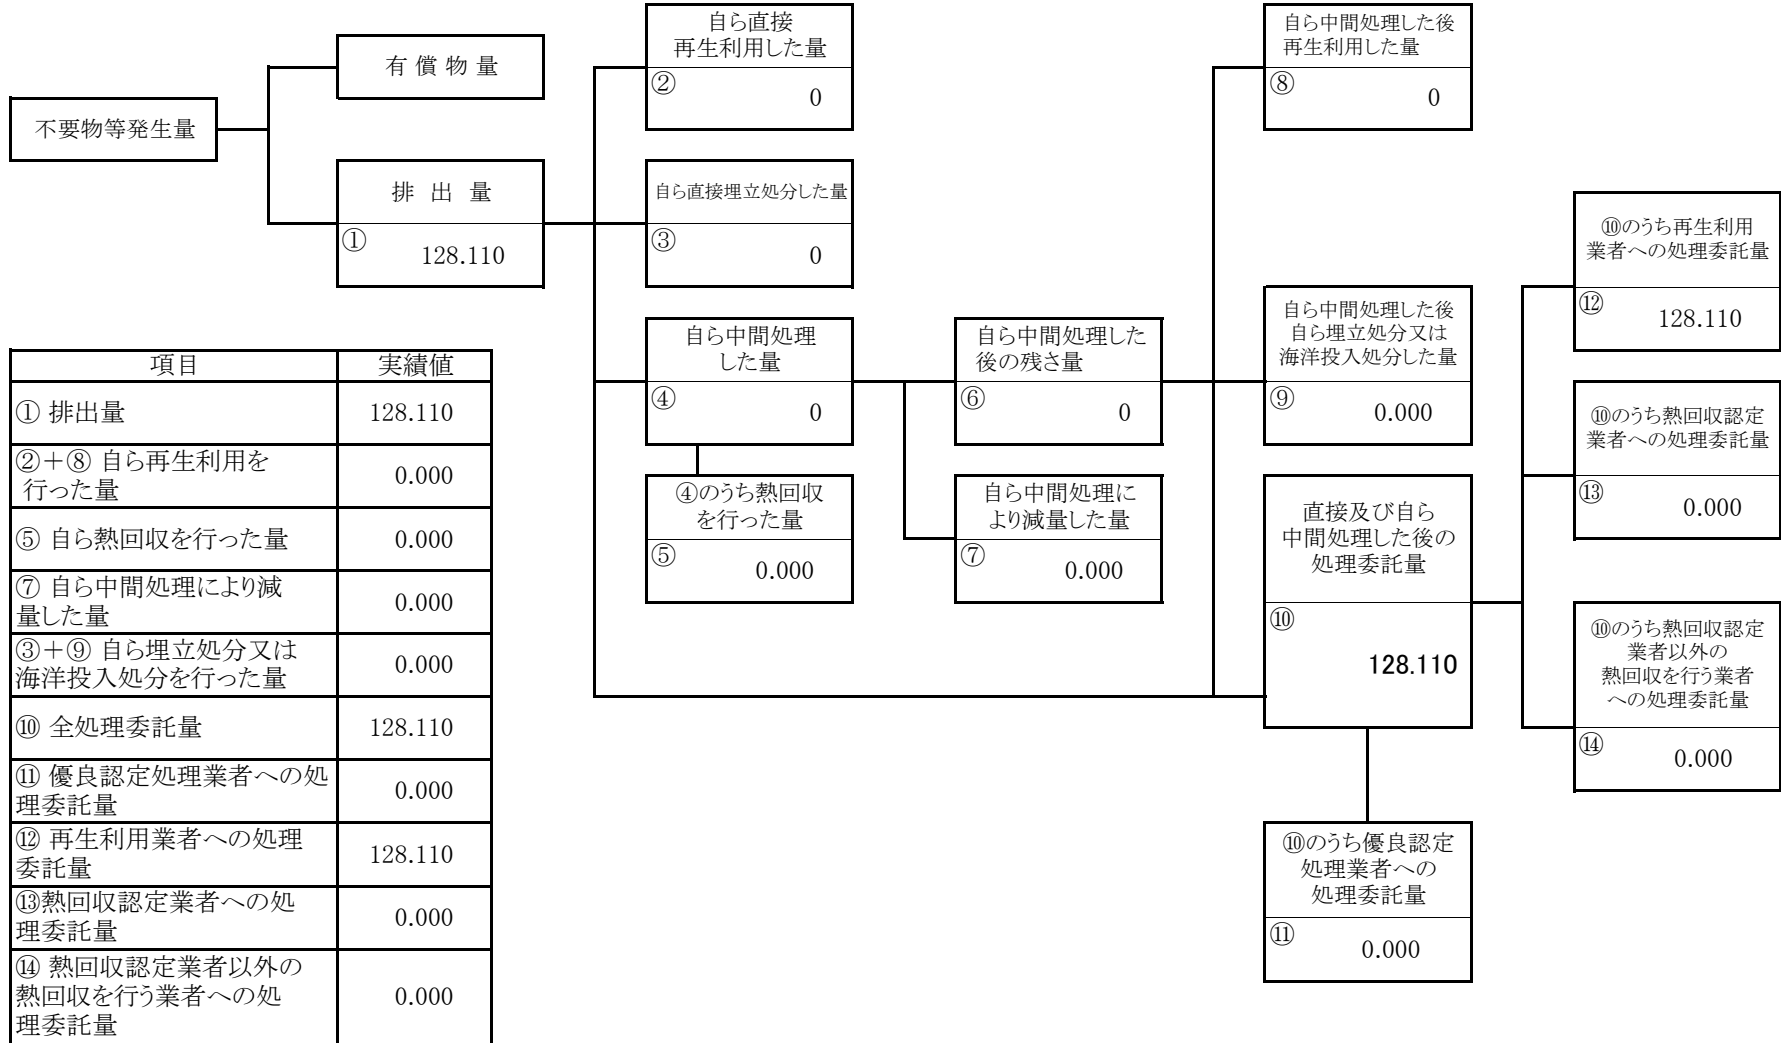 不要物等発生量
有 償 物 量
排 出 量
①
128.110
自ら直接
再生利用した量
②
0
自ら直接埋立処分した量
③
0
自ら中間処理
した量
④
0
④のうち熱回収
を行った量
⑤
0.000
自ら中間処理した
後の残さ量
⑥
0
自ら中間処理に
より減量した量
⑦
0.000
自ら中間処理した後
再生利用した量
⑧
0
自ら中間処理した後
自ら埋立処分又は
海洋投入処分した量
⑨
0.000
直接及び自ら
中間処理した後の
処理委託量
⑩
128.110
⑩のうち優良認定
処理業者への
処理委託量
⑪
0.000
⑩のうち再生利用
業者への処理委託量
⑫
128.110
⑩のうち熱回収認定
業者への処理委託量
⑬
0.000
⑩のうち熱回収認定
業者以外の
熱回収を行う業者
への処理委託量
⑭
0.000
項目 実績値
① 排出量 128.110
②+⑧ 自ら再生利用を
行った量 0.000
⑤ 自ら熱回収を行った量 0.000
⑦ 自ら中間処理により減
量した量 0.000
③+⑨ 自ら埋立処分又は
海洋投入処分を行った量 0.000
⑩ 全処理委託量 128.110
⑪ 優良認定処理業者への処
理委託量 0.000
⑫ 再生利用業者への処理
委託量 128.110
⑬熱回収認定業者への処
理委託量 0.000
⑭ 熱回収認定業者以外の
熱回収を行う業者への処
理委託量 0.000